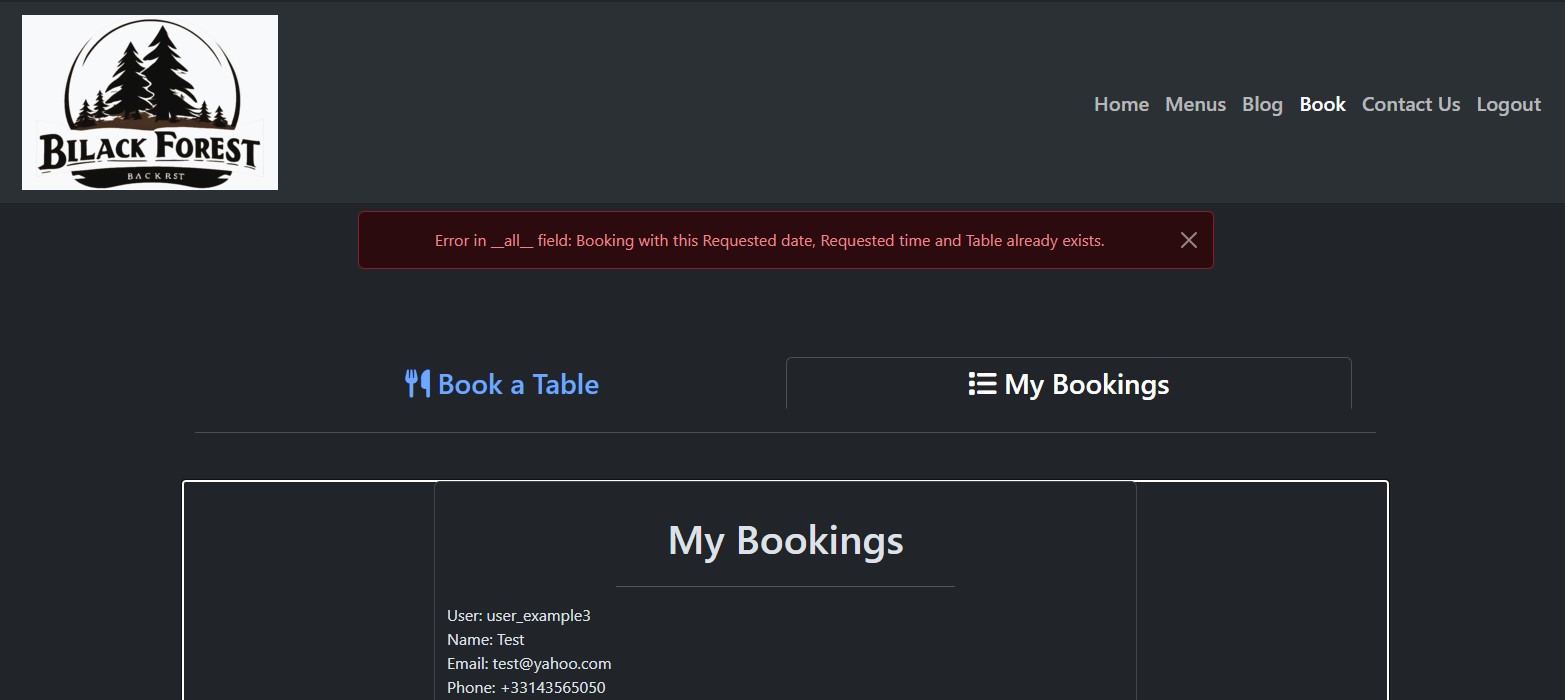 BILACK FOREST
BACKRST
Home Menus Blog Book Contact Us Logout
Error in __all__ field: Booking with this Requested date, Requested time and Table already exists.
Book a Table
My Bookings
My Bookings
User: user_example3
Name: Test
Email: test@yahoo.com
Phone: +33143565050